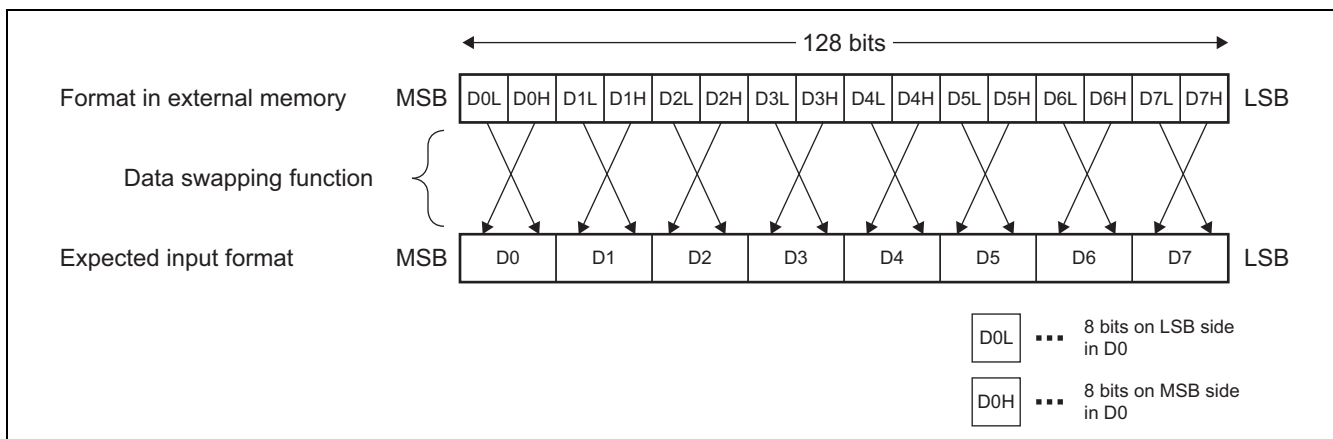 128 bits
Format in external memory MSB D0L D0H D1L D1H D2L D2H D3L D3H D4L D4H D5L D5H D6L D6H D7L D7H LSB
Data swapping function
Expected input format MSB D0 D1 D2 D3 D4 D5 D6 D7 LSB
D0L ... 8 bits on LSB side
in D0
D0H ... 8 bits on MSB side
in D0